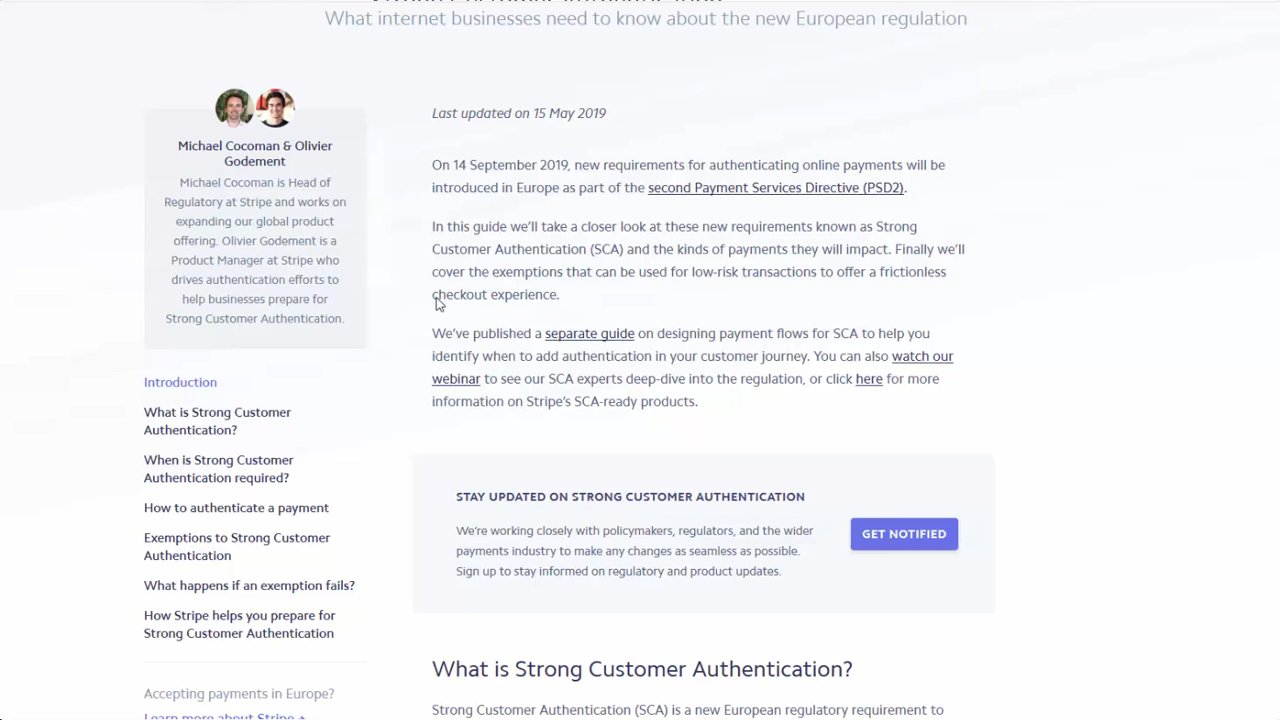 What internet businesses need to know about the new European regulation
Michael Cocoman & Olivier
Godement
Michael Cocoman is Head of
Regulatory at Stripe and works on
expanding our global product
offering. Olivier Godement is a
Product Manager at Stripe who
drives authentication efforts to
help businesses prepare for
Strong Customer Authentication.
Introduction
What is Strong Customer
Authentication?
When is Strong Customer
Authentication required?
How to authenticate a payment
Exemptions to Strong Customer
Authentication
What happens if an exemption fails?
How Stripe helps you prepare for
Strong Customer Authentication
Accepting payments in Europe?
Learn more about Stripe
Last updated on 15 May 2019
On 14 September 2019, new requirements for authenticating online payments will be
introduced in Europe as part of the second Payment Services Directive (PSD2).
In this guide we’ll take a closer look at these new requirements known as Strong
Customer Authentication (SCA) and the kinds of payments they will impact. Finally we’ll
cover the exemptions that can be used for low-risk transactions to offer a frictionless
checkout experience.
We’ve published a separate guide on designing payment flows for SCA to help you
identify when to add authentication in your customer journey. You can also watch our
webinar to see our SCA experts deep-dive into the regulation, or click here for more
information on Stripe’s SCA-ready products.
STAY UPDATED ON STRONG CUSTOMER AUTHENTICATION
We’re working closely with policymakers, regulators, and the wider
payments industry to make any changes as seamless as possible.
Sign up to stay informed on regulatory and product updates.
GET NOTIFIED
What is Strong Customer Authentication?
Strong Customer Authentication (SCA) is a new European regulatory requirement to